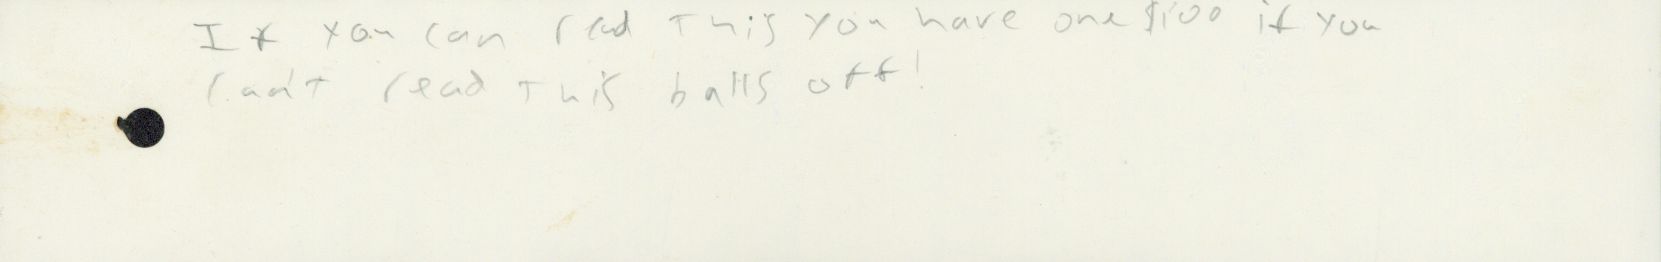 If you can read this you have one $100 if you
can't read this balls off!